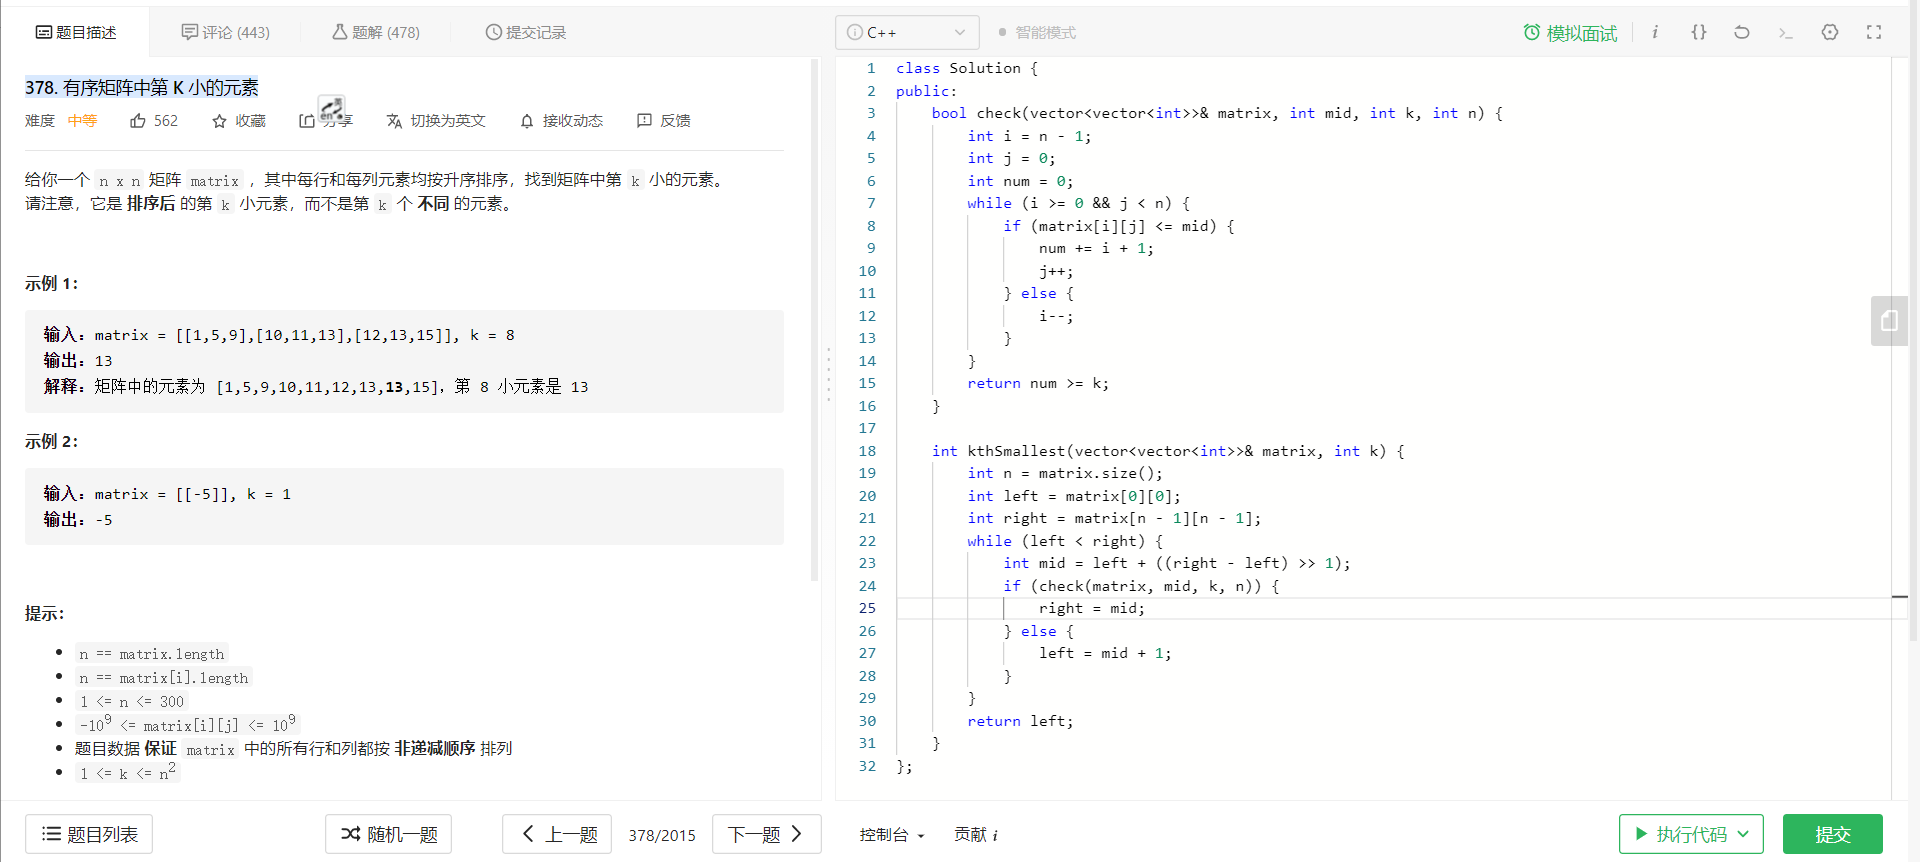 题目描述
评论 (443)
题解 (478)
提交记录
378. 有序矩阵中第 K 小的元素
难度 中等 562 收藏 分享 切换为英文 接收动态 反馈
给你一个 n x n 矩阵 matrix ，其中每行和每列元素均按升序排序，找到矩阵中第 k 小的元素。
请注意，它是 排序后 的第 k 小元素，而不是第 k 个 不同 的元素。
示例 1：
输入：matrix = [[1,5,9],[10,11,13],[12,13,15]], k = 8
输出：13
解释：矩阵中的元素为 [1,5,9,10,11,12,13,13,15]，第 8 小元素是 13
示例 2：
输入：matrix = [[-5]], k = 1
输出：-5
提示：
n == matrix.length
n == matrix[i].length
1 <= n <= 300
-10⁹ <= matrix[i][j] <= 10⁹
题目数据 保证 matrix 中的所有行和列都按 非递减顺序 排列
1 <= k <= n²
题目列表
随机一题
上一题
378/2015
下一题
C++
智能模式
模拟面试
1 class Solution {
2 public:
3     bool check(vector<vector<int>>& matrix, int mid, int k, int n) {
4         int i = n - 1;
5         int j = 0;
6         int num = 0;
7         while (i >= 0 && j < n) {
8             if (matrix[i][j] <= mid) {
9                 num += i + 1;
10                 j++;
11             } else {
12                 i--;
13             }
14         }
15         return num >= k;
16     }
17
18     int kthSmallest(vector<vector<int>>& matrix, int k) {
19         int n = matrix.size();
20         int left = matrix[0][0];
21         int right = matrix[n - 1][n - 1];
22         while (left < right) {
23             int mid = left + ((right - left) >> 1);
24             if (check(matrix, mid, k, n)) {
25                 right = mid;
26             } else {
27                 left = mid + 1;
28             }
29         }
30         return left;
31     }
32 };
控制台
贡献 i
执行代码
提交